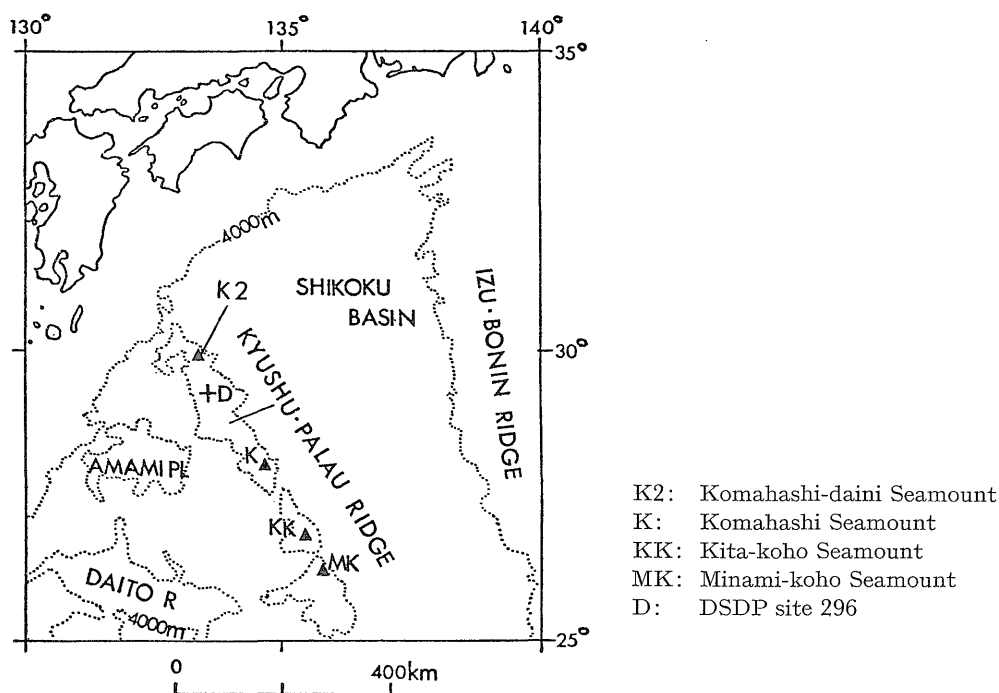 130° 135° 140°
35°
4000m
K2
SHIKOKU
BASIN
IZU·BONIN RIDGE
30°
KYUSHU·PALAU RIDGE
D
AMAMI PL
K
KK
MK
DAITO R
4000m
25°
0 400km
K2: Komahashi-daini Seamount
K: Komahashi Seamount
KK: Kita-koho Seamount
MK: Minami-koho Seamount
D: DSDP site 296